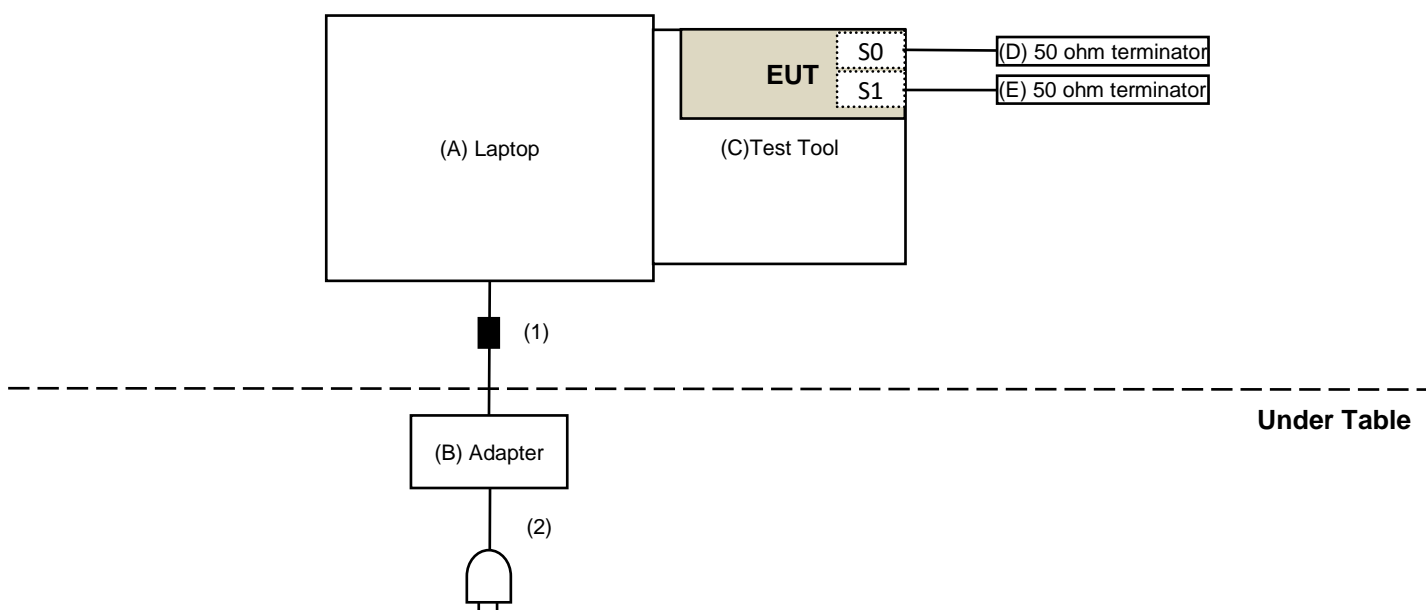 S0
(D) 50 ohm terminator
EUT
S1
(E) 50 ohm terminator
(A) Laptop
(C)Test Tool
(1)
Under Table
(B) Adapter
(2)